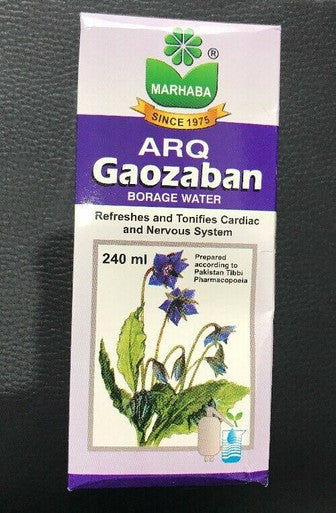 ®
MARHABA
SINCE 1975
ARQ
Gaozaban
BORAGE WATER
Refreshes and Tonifies Cardiac
and Nervous System
240 ml
Prepared
according to
Pakistan Tibbi
Pharmacopoeia